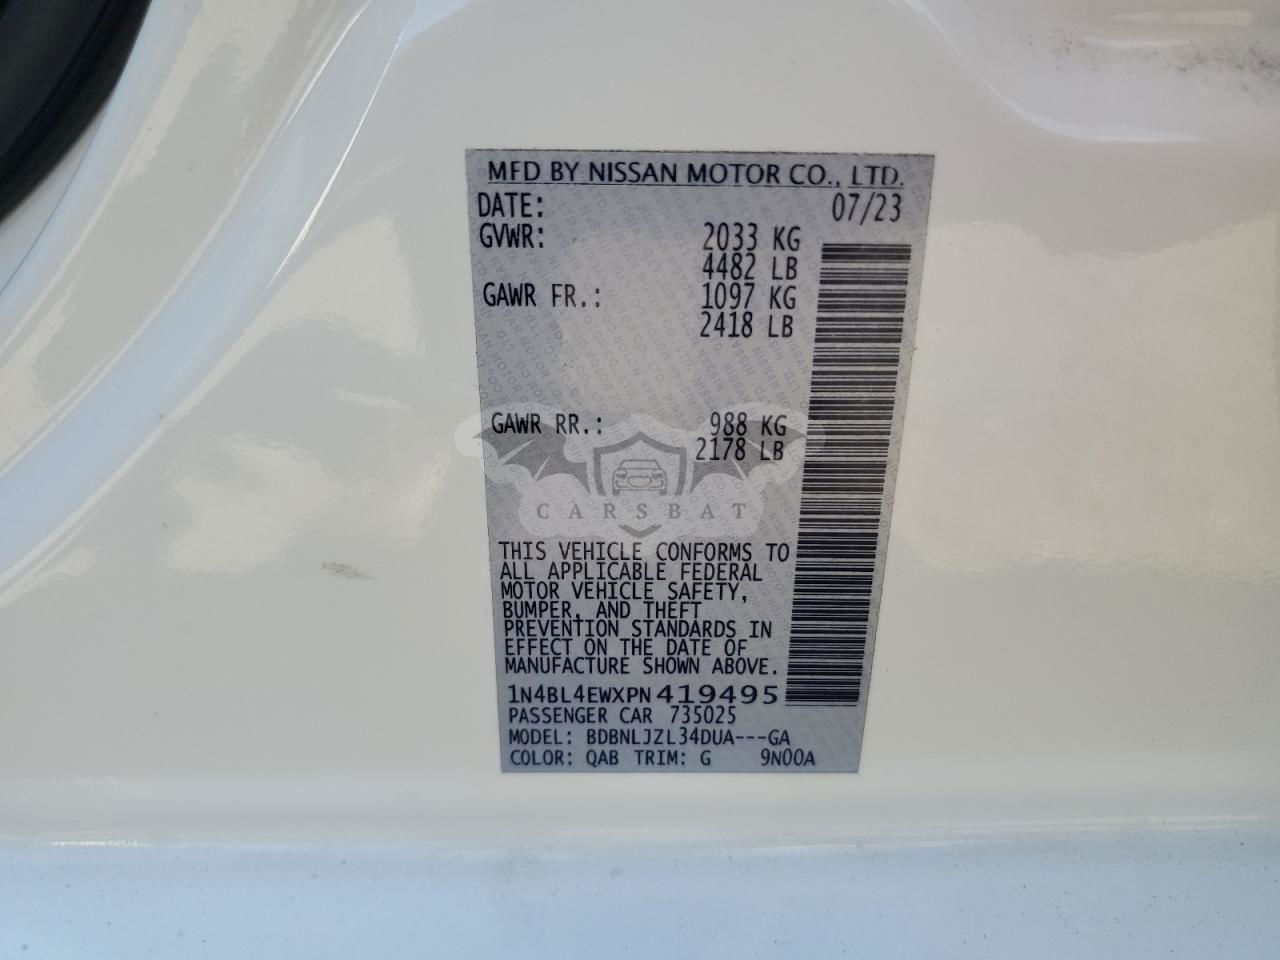 MFD BY NISSAN MOTOR CO., LTD.
DATE: 07/23
GVWR: 2033 KG
4482 LB
GAWR FR.: 1097 KG
2418 LB
GAWR RR.: 988 KG
2178 LB
CARSBAT
THIS VEHICLE CONFORMS TO
ALL APPLICABLE FEDERAL
MOTOR VEHICLE SAFETY,
BUMPER, AND THEFT
PREVENTION STANDARDS IN
EFFECT ON THE DATE OF
MANUFACTURE SHOWN ABOVE.
1N4BL4EWXPN419495
PASSENGER CAR 735025
MODEL: BDBNLJZL34DUA---GA
COLOR: QAB TRIM: G 9N00A